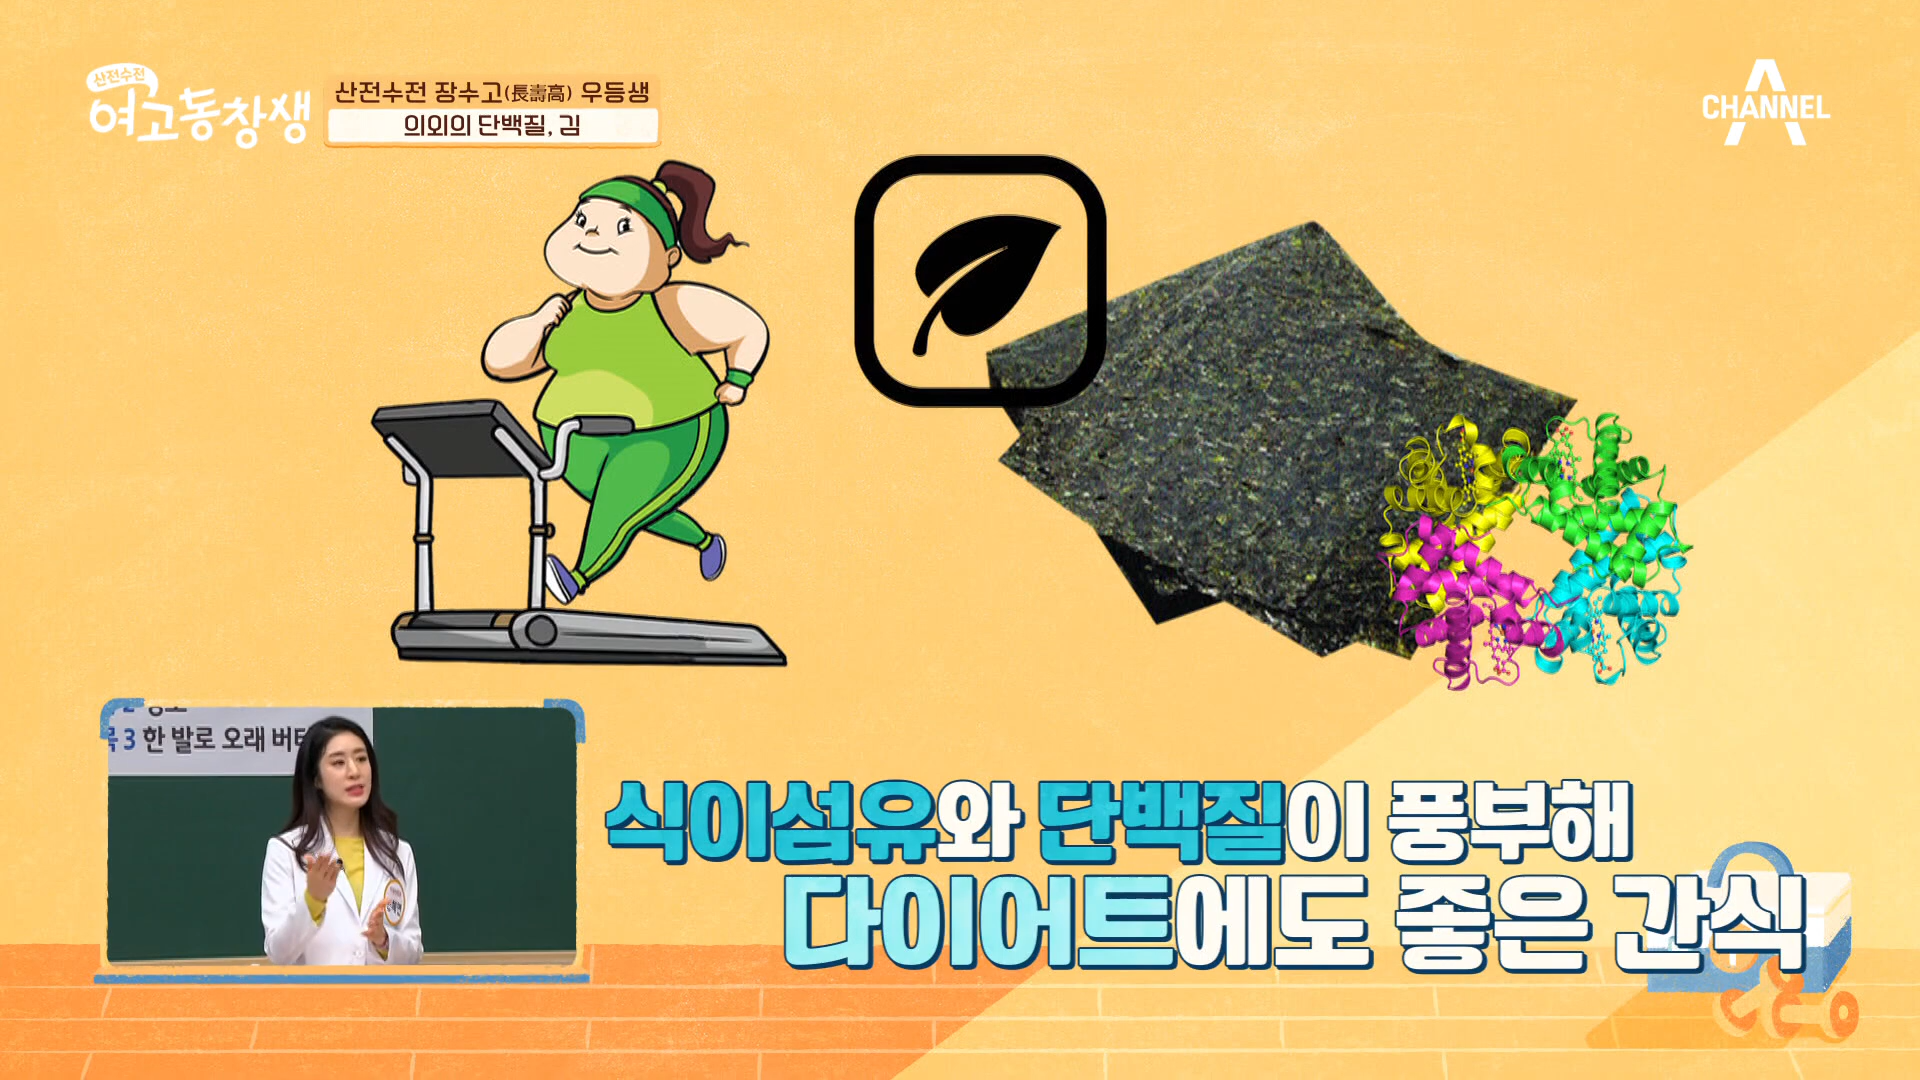 산전수전
여고동창생
산전수전 장수고(長壽高) 우등생
의외의 단백질, 김
CHANNEL A
3 한 발로 오래 버티
식이섬유와 단백질이 풍부해
다이어트에도 좋은 간식